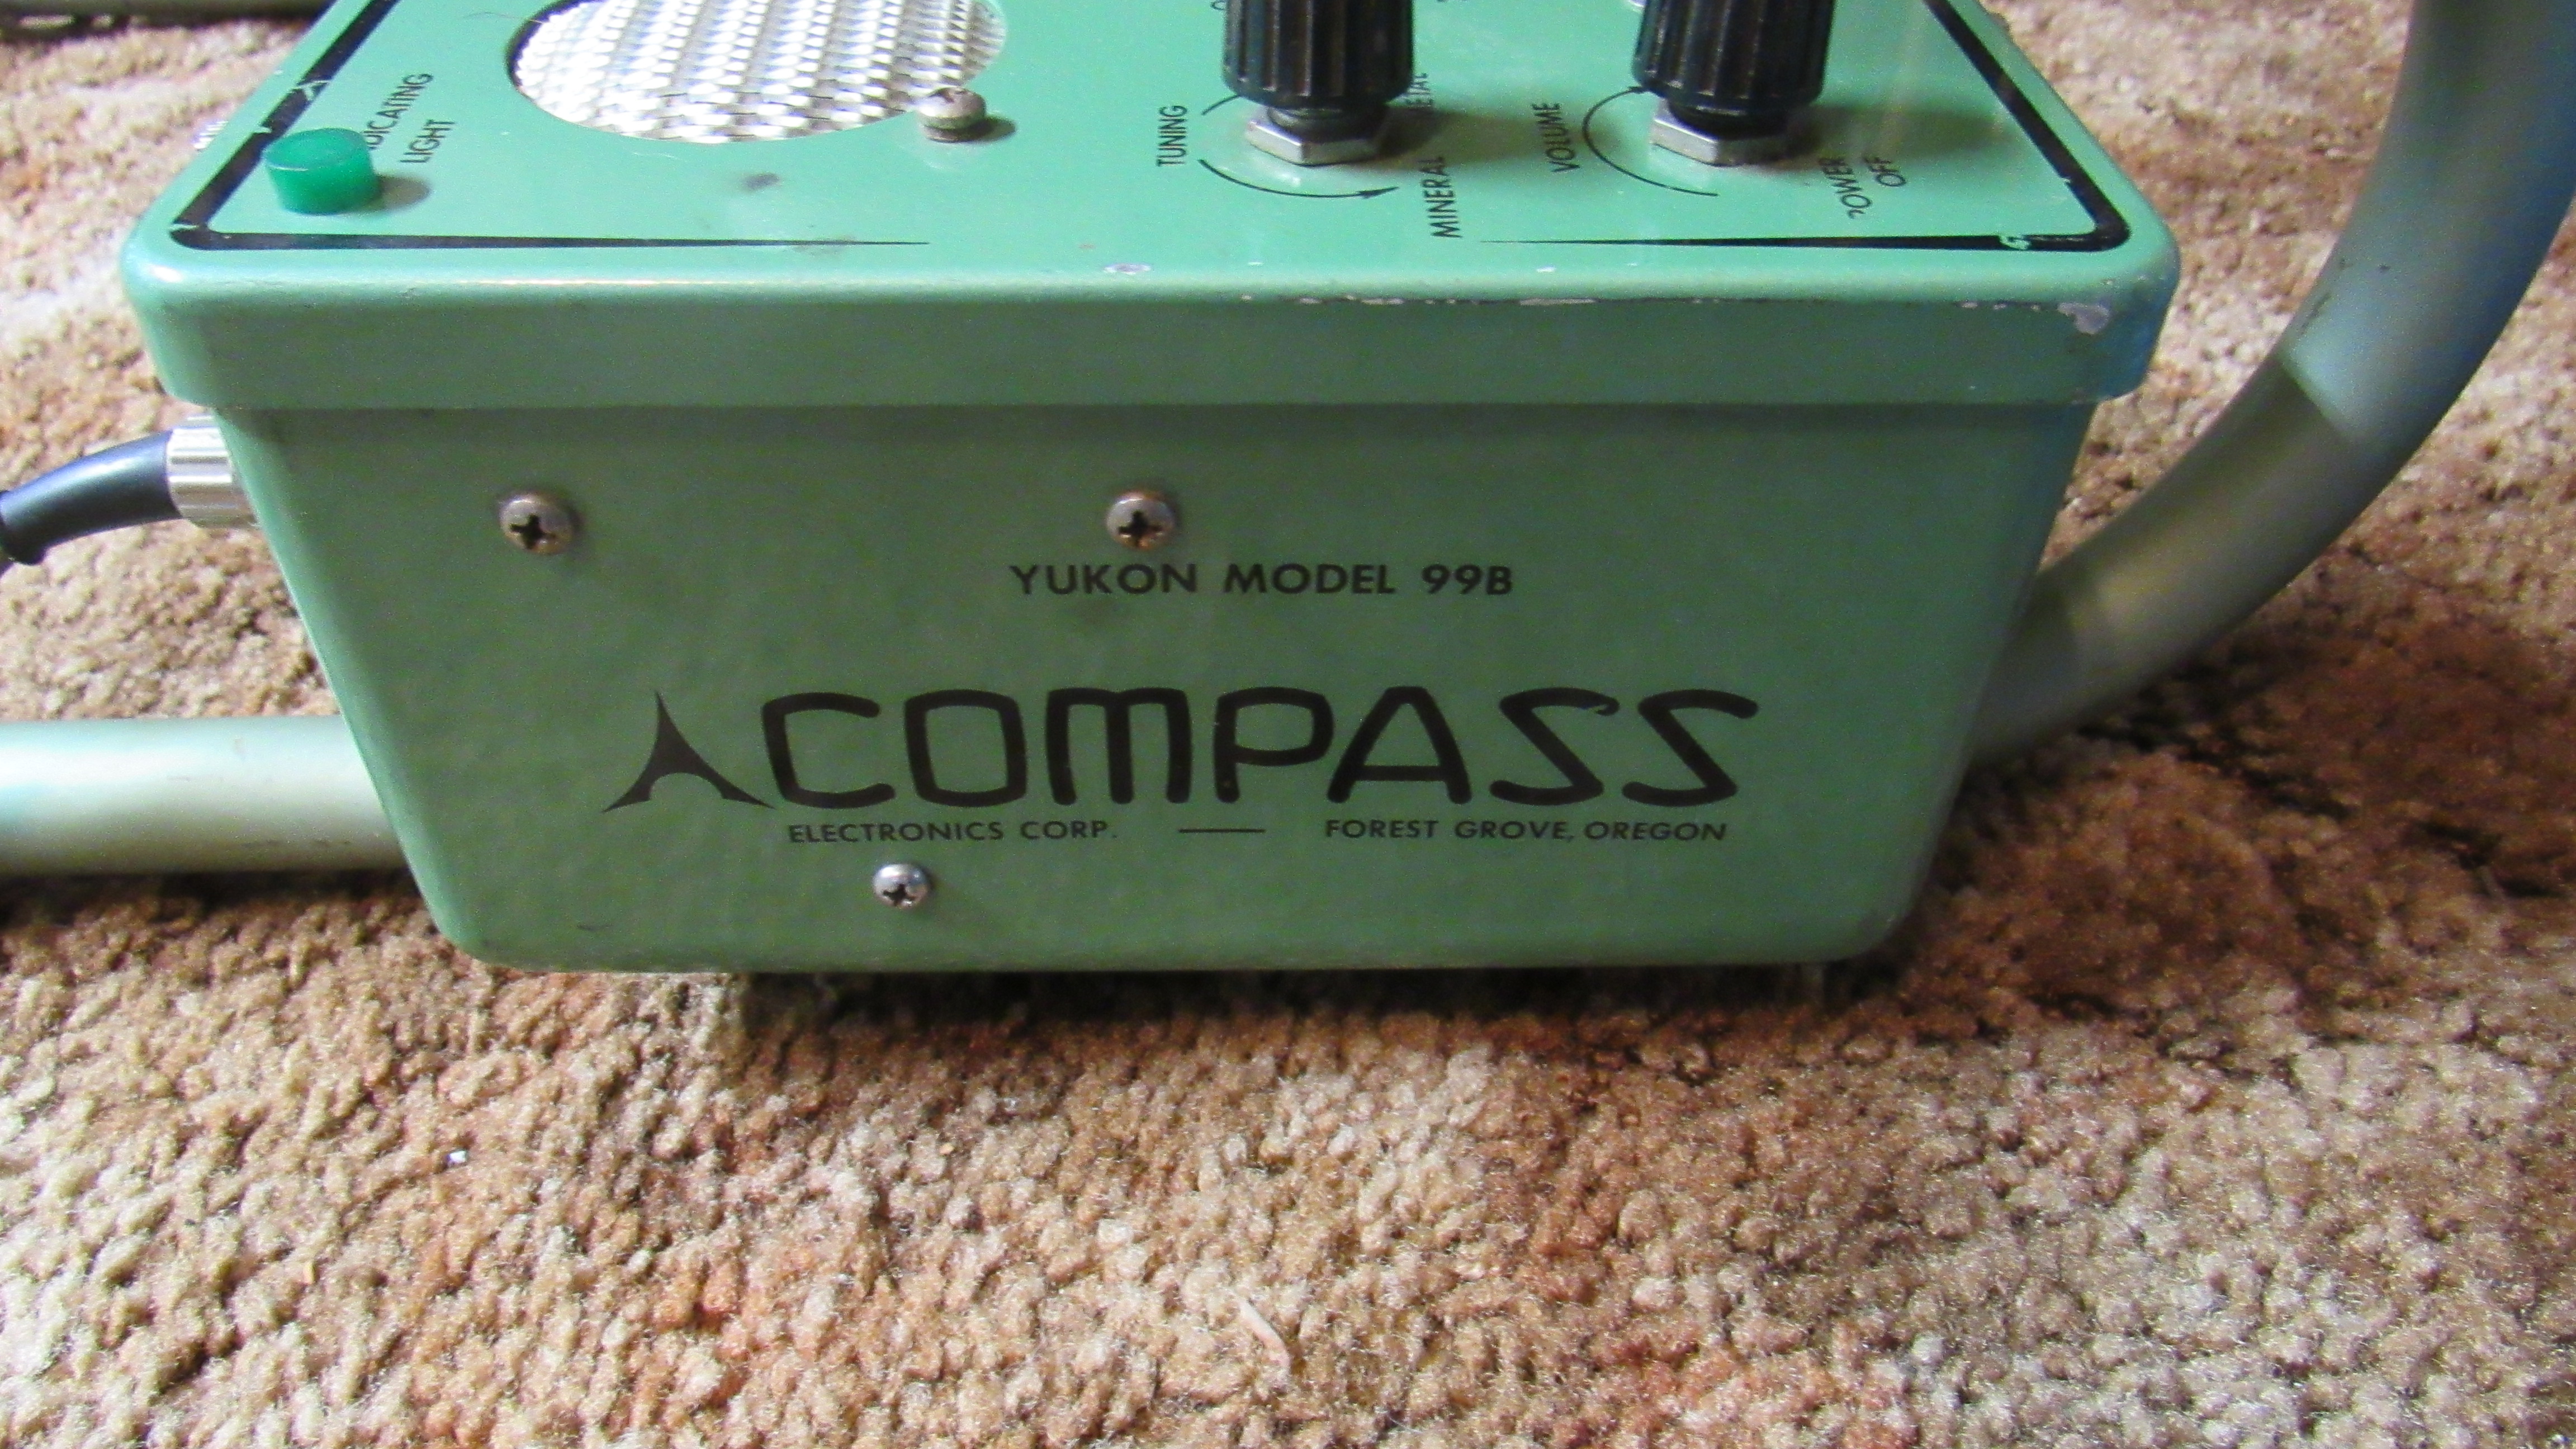 LIGHT
TUNING
MINERAL
VOLUME
OFF
YUKON MODEL 99B
COMPASS
ELECTRONICS CORP. — FOREST GROVE, OREGON